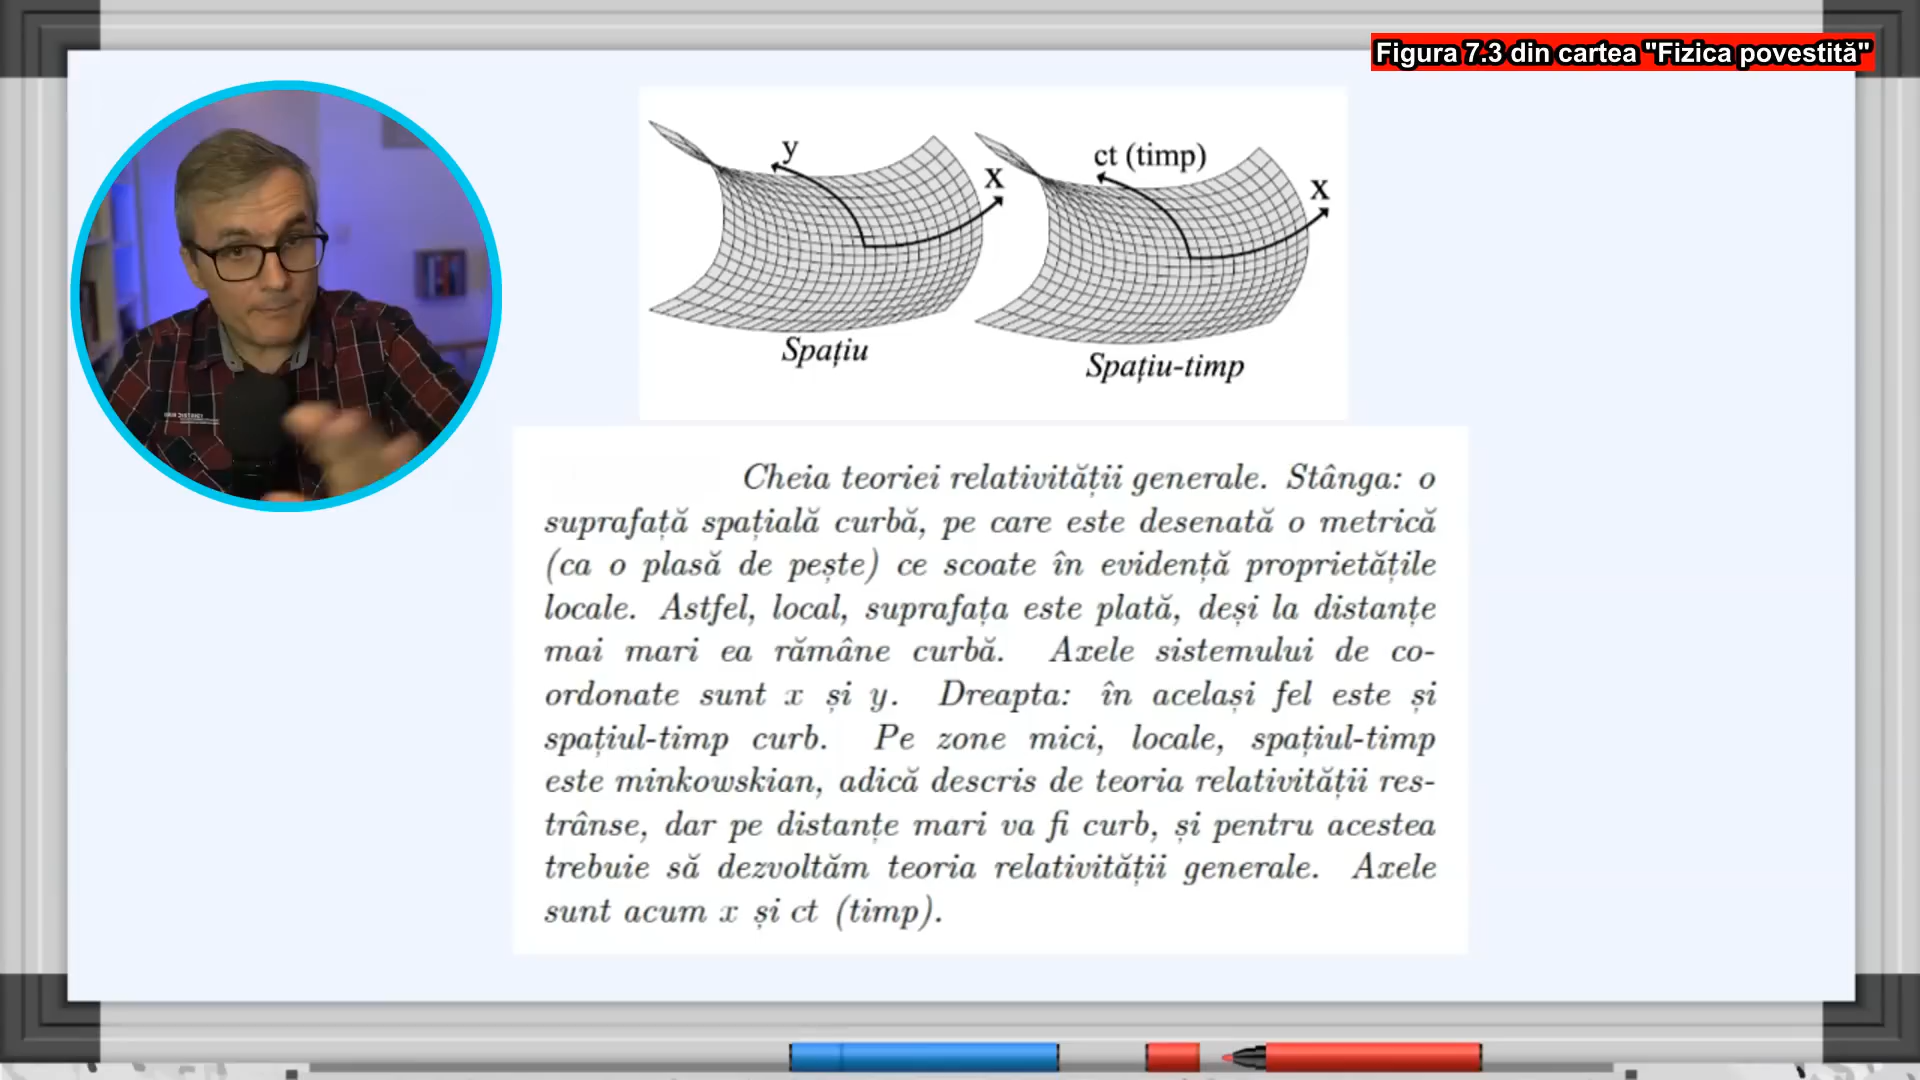 Figura 7.3 din cartea "Fizica povestită"
y
x
Spațiu
ct (timp)
x
Spațiu-timp
Cheia teoriei relativității generale. Stânga: o
suprafață spațială curbă, pe care este desenată o metrică
(ca o plasă de pește) ce scoate în evidență proprietățile
locale. Astfel, local, suprafața este plată, deși la distanțe
mai mari ea rămâne curbă. Axele sistemului de co-
ordonate sunt x și y. Dreapta: în același fel este și
spațiul-timp curb. Pe zone mici, locale, spațiul-timp
este minkowskian, adică descris de teoria relativității res-
trânse, dar pe distanțe mari va fi curb, și pentru acestea
trebuie să dezvoltăm teoria relativității generale. Axele
sunt acum x și ct (timp).